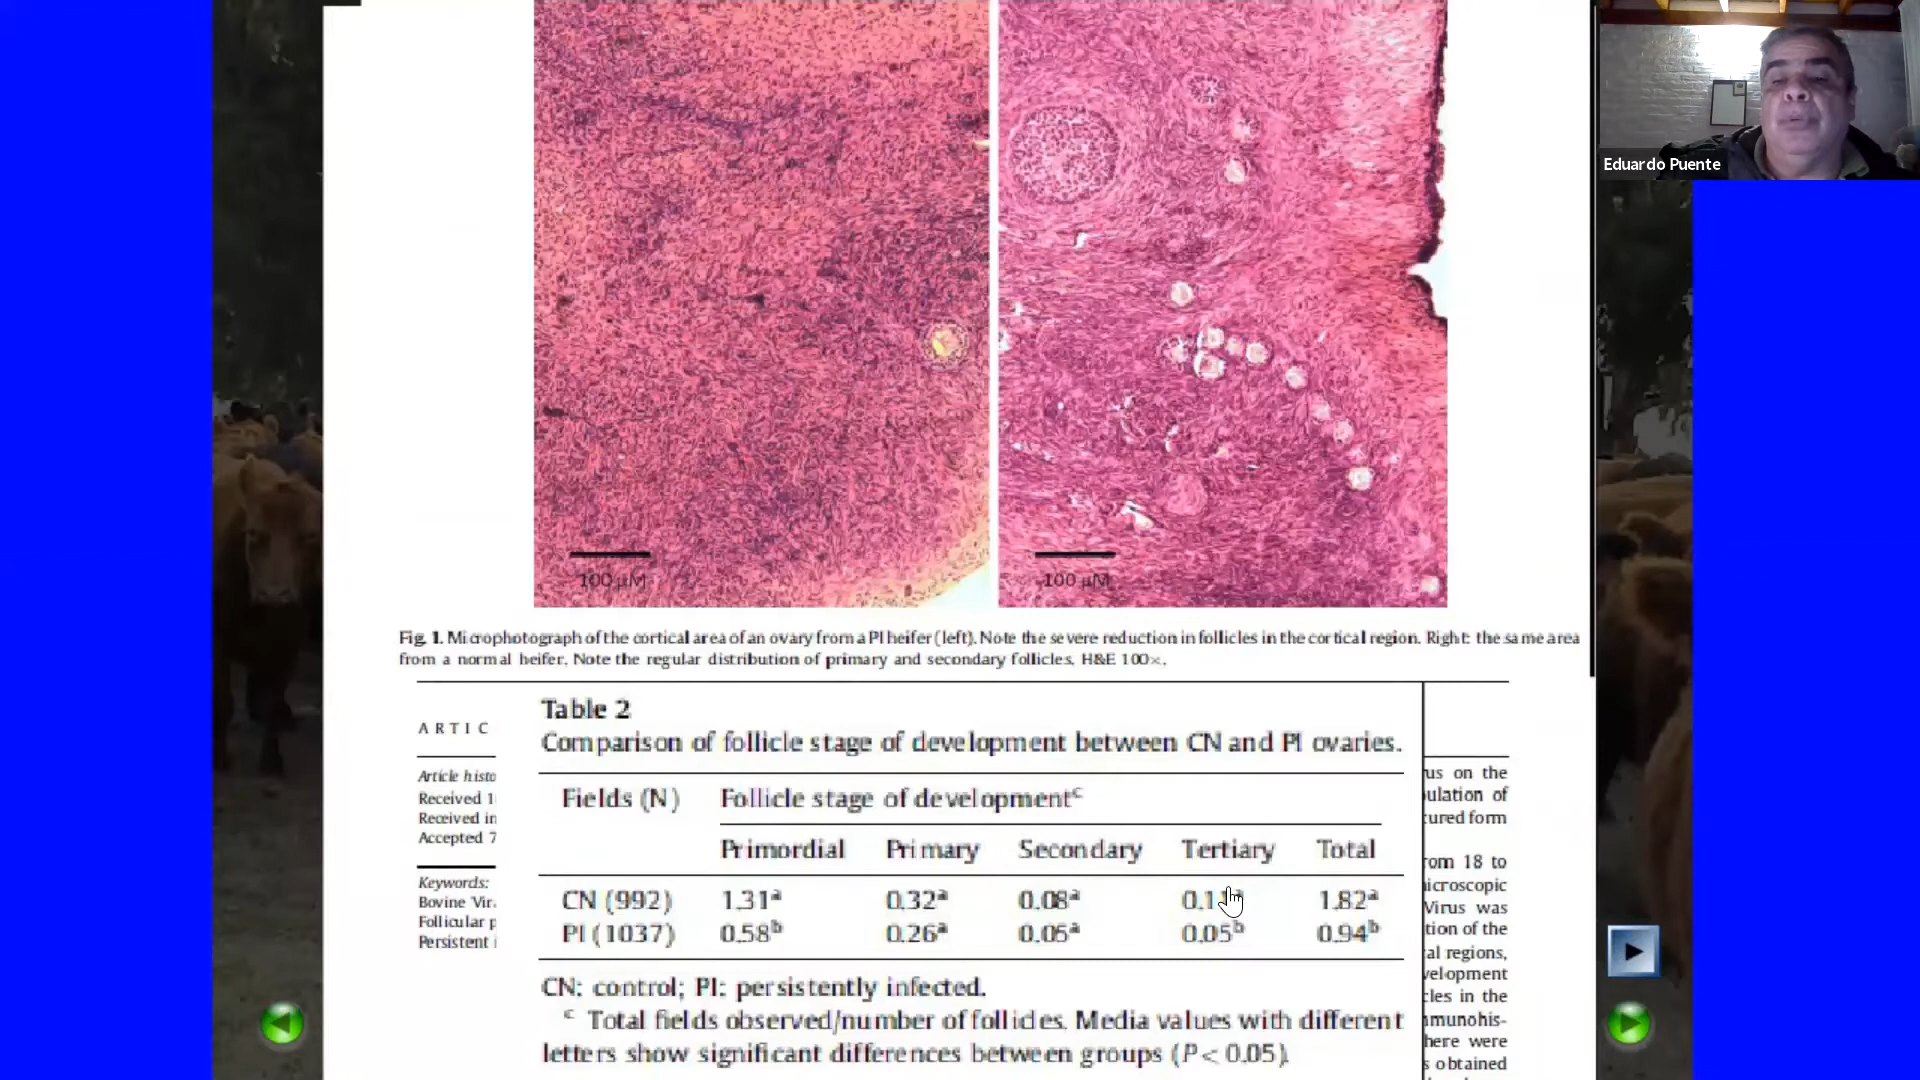 Eduardo Puente
100 µM
100 µM
Fig. 1. Microphotograph of the cortical area of an ovary from a PI heifer (left). Note the severe reduction in follicles in the cortical region. Right: the same area
from a normal heifer. Note the regular distribution of primary and secondary follicles. H&E 100×.
Table 2
Comparison of follicle stage of development between CN and PI ovaries.
Fields (N) Follicle stage of developmentᶜ
Primordial Primary Secondary Tertiary Total
CN (992) 1.31ᵃ 0.32ᵃ 0.08ᵃ 1.82ᵃ
PI (1037) 0.58ᵇ 0.26ᵃ 0.05ᵃ 0.05ᵇ 0.94ᵇ
CN: control; PI: persistently infected.
ᶜ Total fields observed/number of follicles. Media values with different
letters show significant differences between groups (P < 0.05).
ARTIC
Article histo
Received 1
Received in
Accepted 7
Keywords:
Bovine Vir
Follicular p
Persistent i
us on the
ulation of
tured form
rom 18 to
icroscopic
Virus was
tion of the
al regions,
velopment
cles in the
munohis-
here were
s obtained